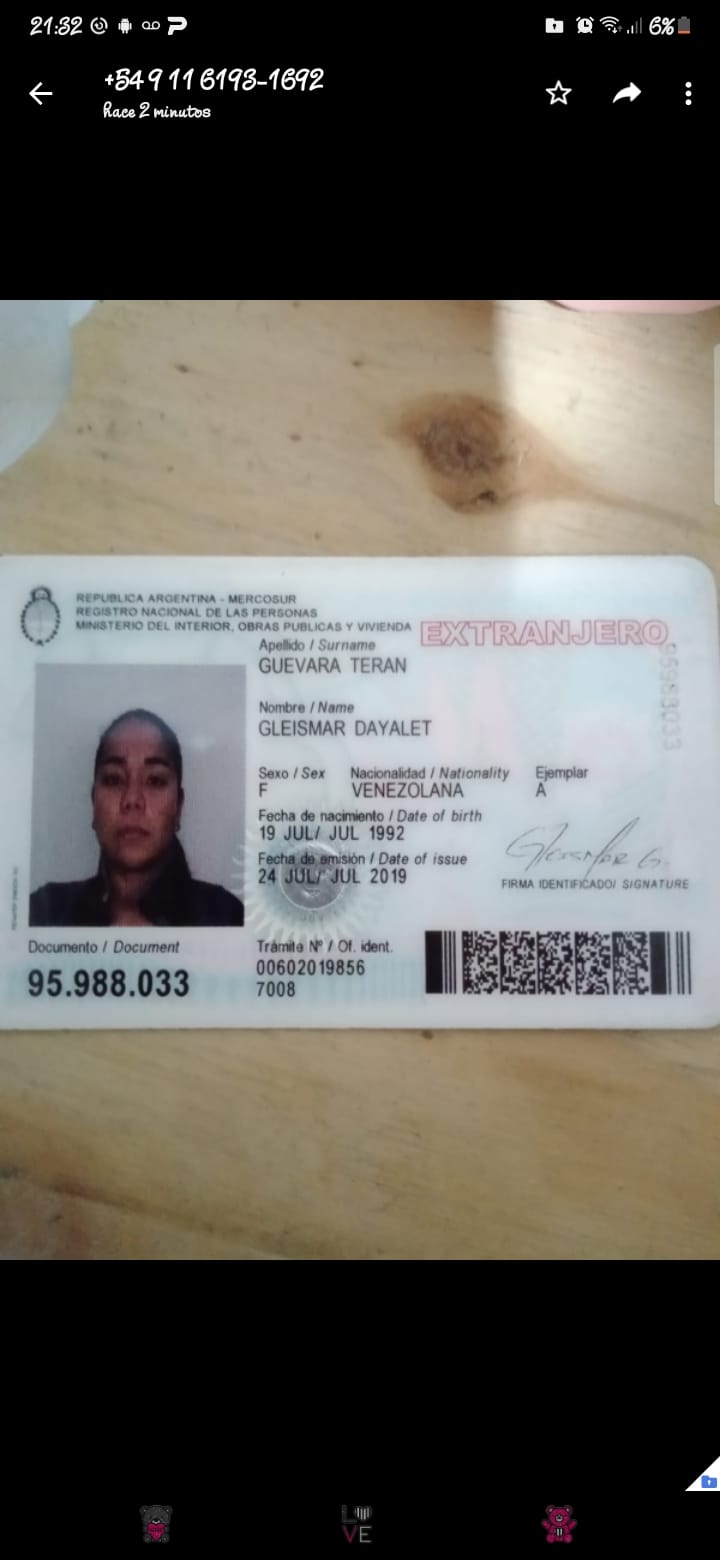 21:32
6%
+54 9 11 6193-1692
hace 2 minutos
REPUBLICA ARGENTINA - MERCOSUR
REGISTRO NACIONAL DE LAS PERSONAS
MINISTERIO DEL INTERIOR, OBRAS PUBLICAS Y VIVIENDA
EXTRANJERO
Apellido / Surname
GUEVARA TERAN
95988033
Nombre / Name
GLEISMAR DAYALET
Sexo / Sex Nacionalidad / Nationality Ejemplar
F VENEZOLANA A
Fecha de nacimiento / Date of birth
19 JUL/ JUL 1992
Fecha de emisión / Date of issue
24 JUL/ JUL 2019
Gleismar G.
FIRMA IDENTIFICADO/ SIGNATURE
Documento / Document
95.988.033
Trámite Nº / Of. ident.
00602019856
7008
LOVE